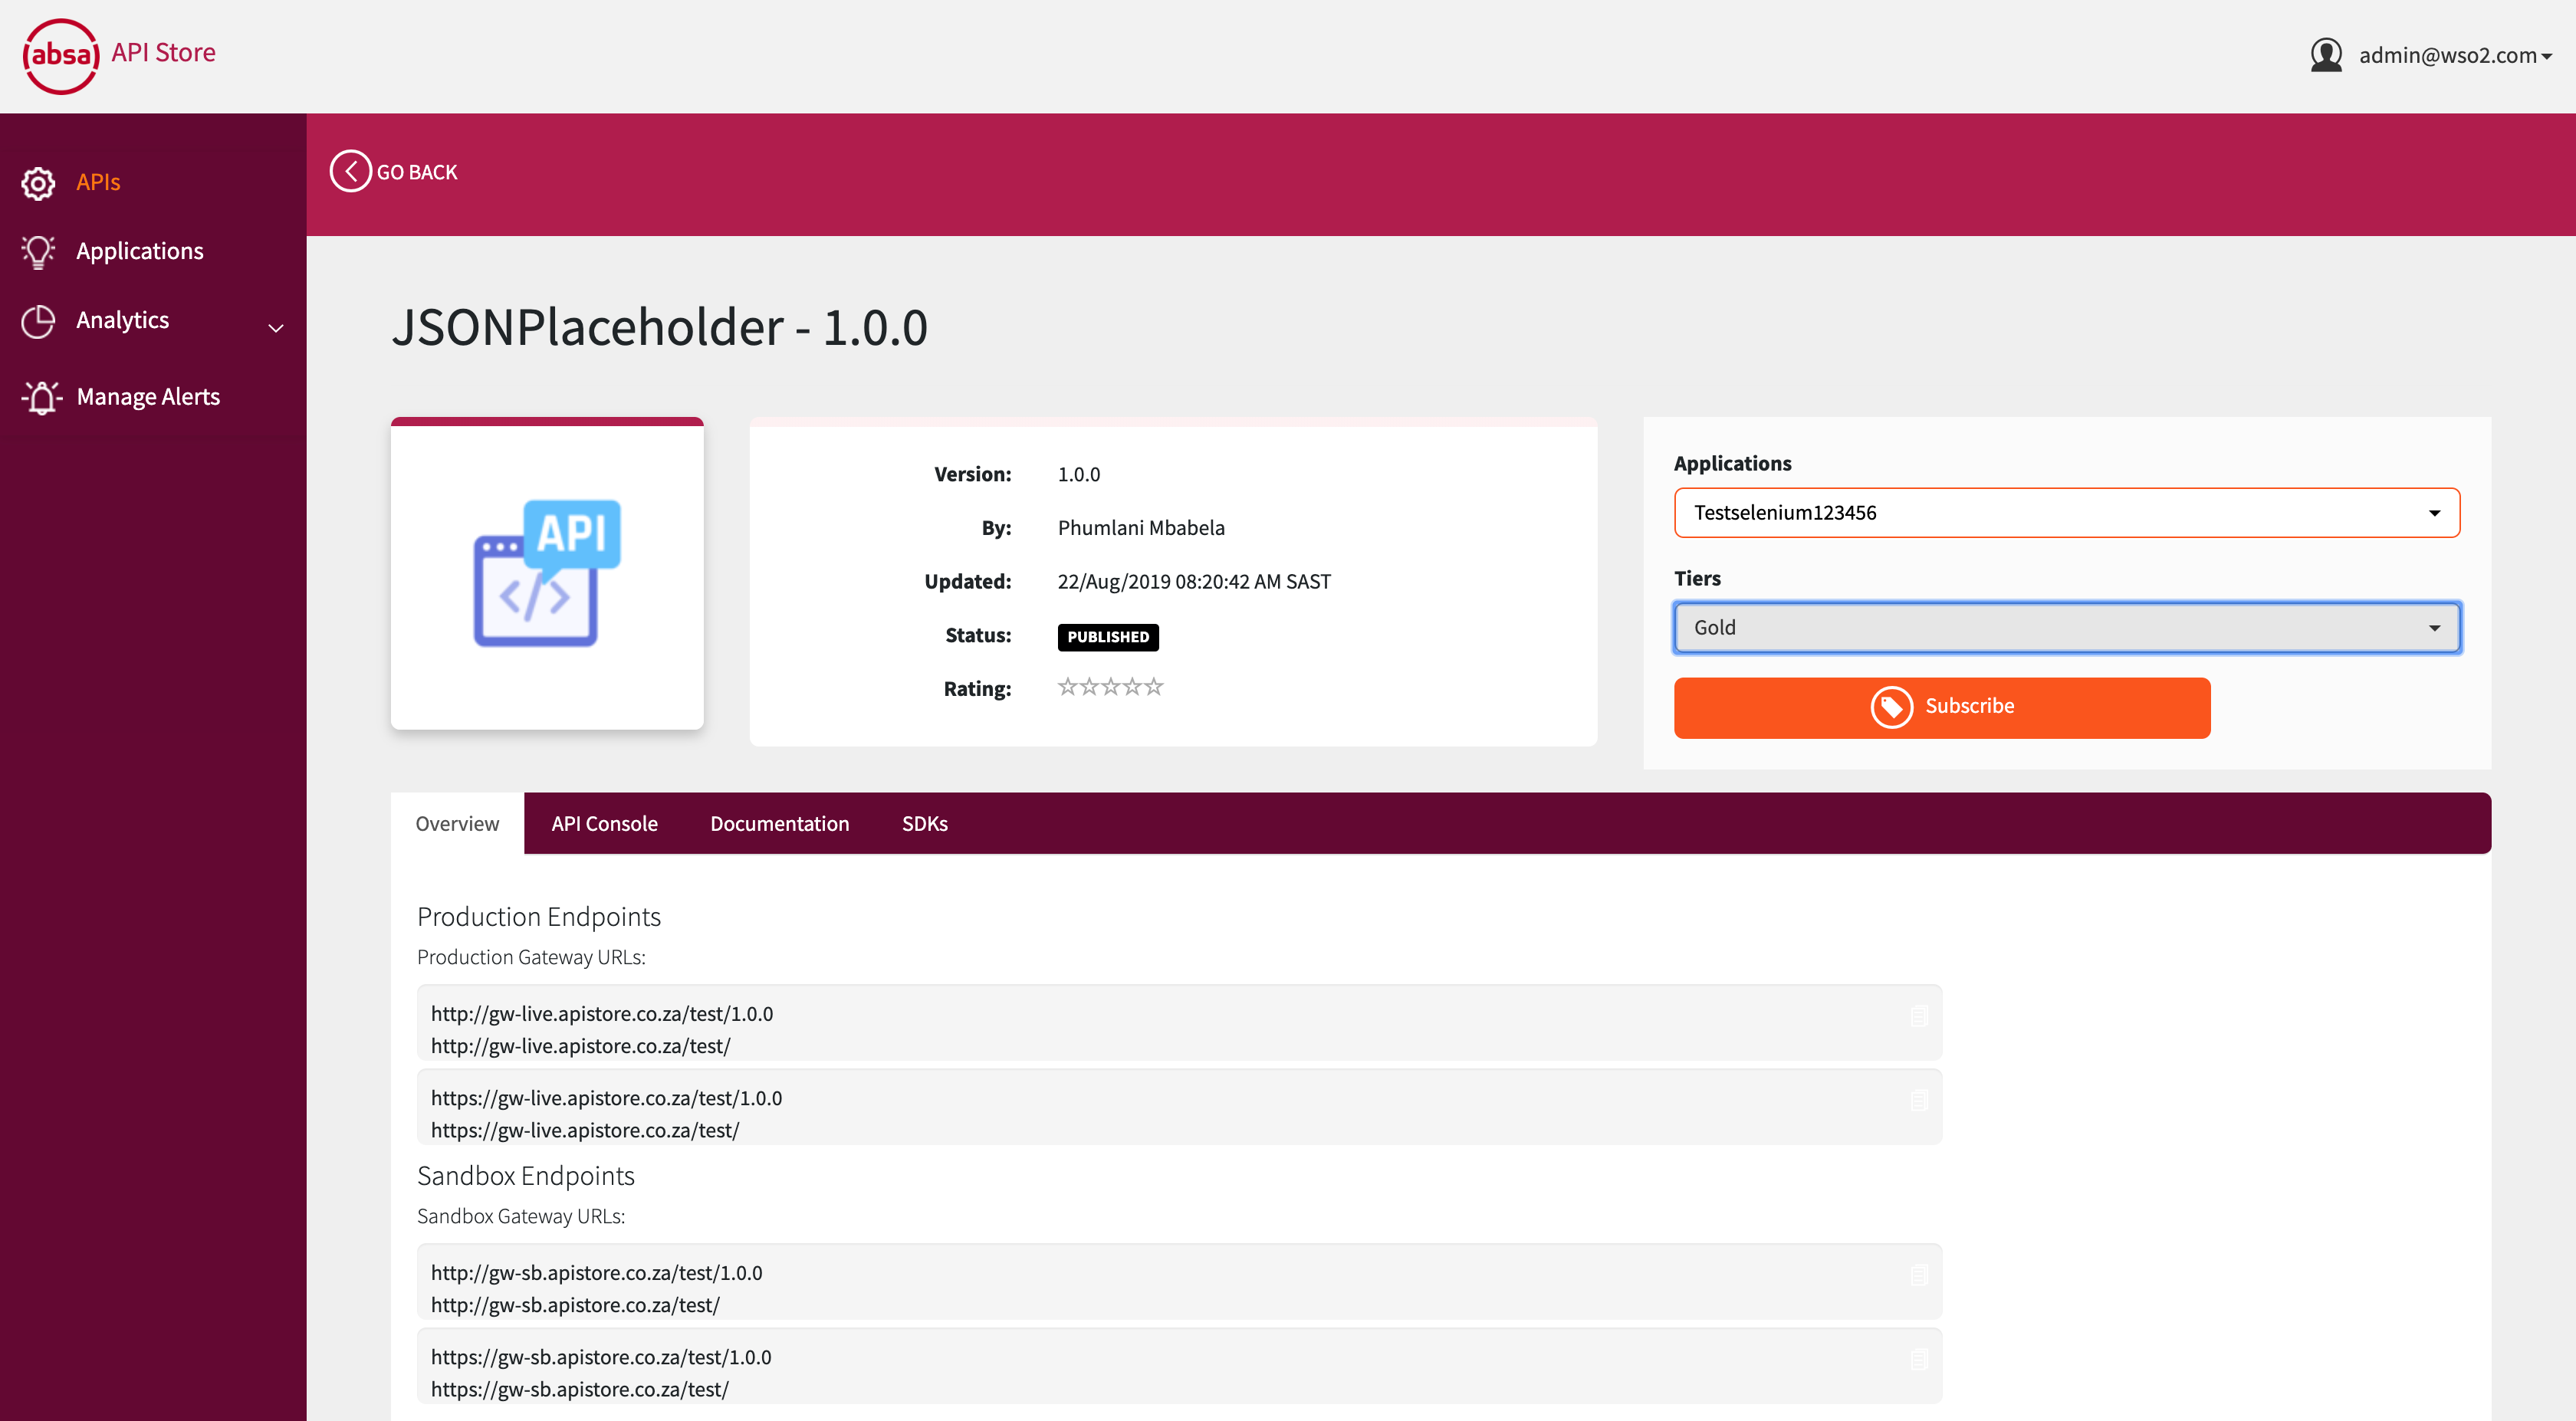 absa API Store
admin@wso2.com
APIs
Applications
Analytics
Manage Alerts
GO BACK
JSONPlaceholder - 1.0.0
API
</>
Version: 1.0.0
By: Phumlani Mbabela
Updated: 22/Aug/2019 08:20:42 AM SAST
Status: PUBLISHED
Rating:
Applications
Testselenium123456
Tiers
Gold
Subscribe
Overview API Console Documentation SDKs
Production Endpoints
Production Gateway URLs:
http://gw-live.apistore.co.za/test/1.0.0
http://gw-live.apistore.co.za/test/
https://gw-live.apistore.co.za/test/1.0.0
https://gw-live.apistore.co.za/test/
Sandbox Endpoints
Sandbox Gateway URLs:
http://gw-sb.apistore.co.za/test/1.0.0
http://gw-sb.apistore.co.za/test/
https://gw-sb.apistore.co.za/test/1.0.0
https://gw-sb.apistore.co.za/test/